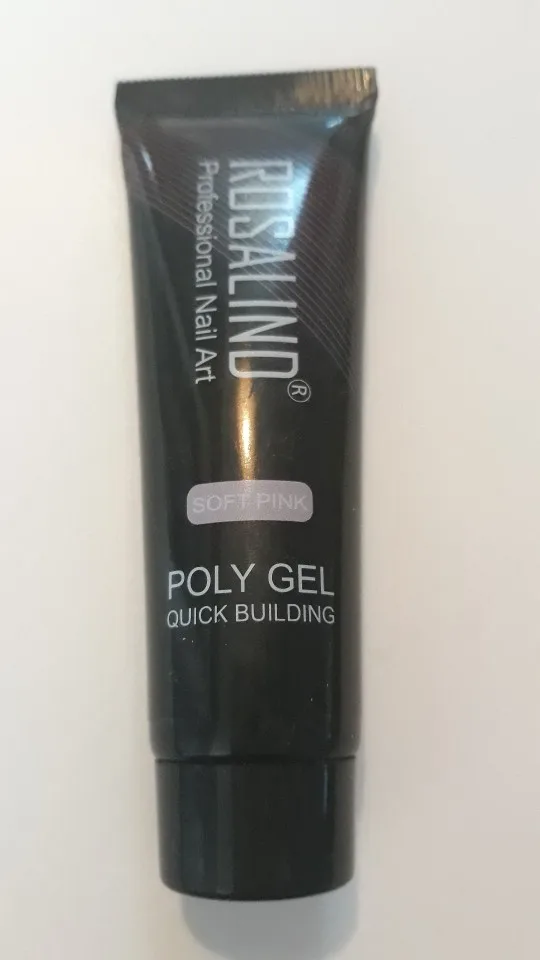 ROSALIND®
Professional Nail Art
SOFT PINK
POLY GEL
QUICK BUILDING